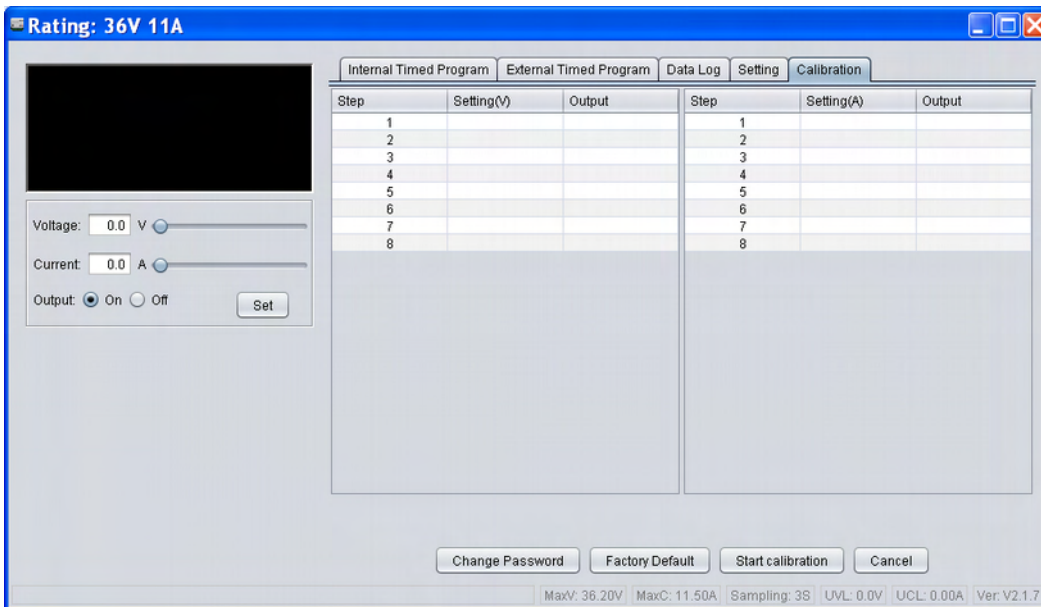 Rating: 36V 11A
Internal Timed Program External Timed Program Data Log Setting Calibration
Step Setting(V) Output Step Setting(A) Output
1 1
2 2
3 3
4 4
5 5
6 6
7 7
8 8
Voltage: 0.0 V
Current: 0.0 A
Output: On Off Set
Change Password Factory Default Start calibration Cancel
MaxV: 36.20V MaxC: 11.50A Sampling: 3S UVL: 0.0V UCL: 0.00A Ver: V2.1.7